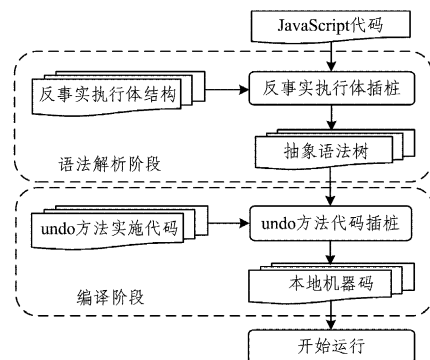 JavaScript代码
反事实执行体结构
反事实执行体插桩
抽象语法树
语法解析阶段
undo方法实施代码
undo方法代码插桩
本地机器码
编译阶段
开始运行